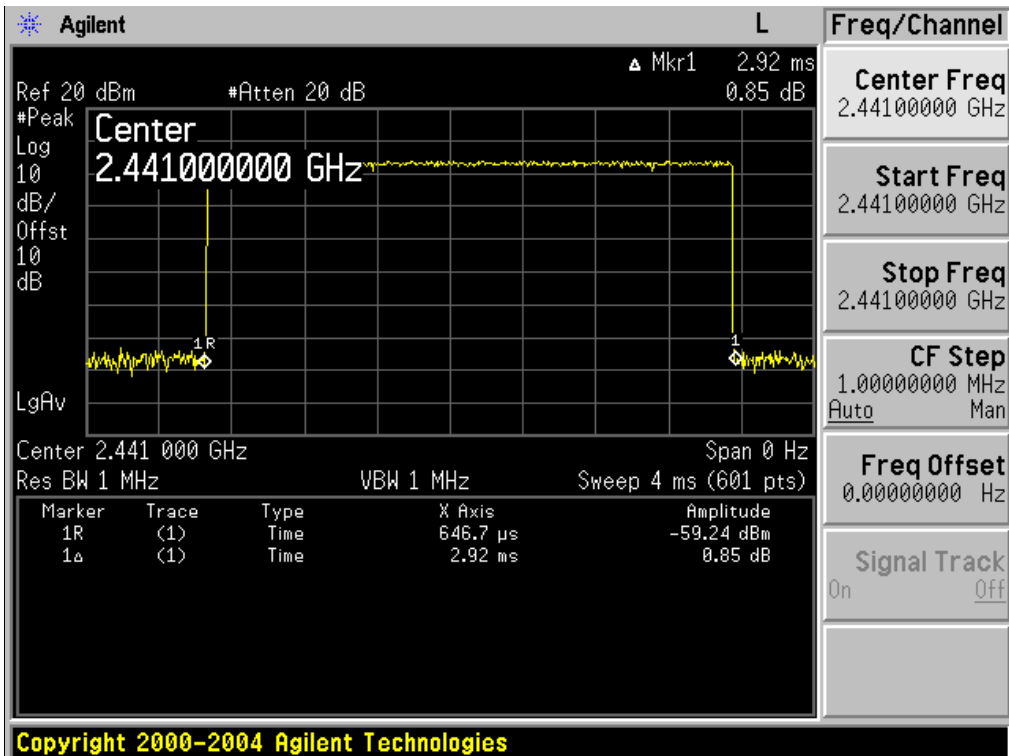 Agilent L
Freq/Channel
Δ Mkr1 2.92 ms
Ref 20 dBm #Atten 20 dB 0.85 dB
#Peak
Log
10
dB/
Offst
10
dB
LgAv
Center
2.441000000 GHz
1R
1
Center 2.441 000 GHz Span 0 Hz
Res BW 1 MHz VBW 1 MHz Sweep 4 ms (601 pts)
Marker Trace Type X Axis Amplitude
1R (1) Time 646.7 µs -59.24 dBm
1Δ (1) Time 2.92 ms 0.85 dB
Center Freq
2.44100000 GHz
Start Freq
2.44100000 GHz
Stop Freq
2.44100000 GHz
CF Step
1.00000000 MHz
Auto Man
Freq Offset
0.00000000 Hz
Signal Track
On Off
Copyright 2000-2004 Agilent Technologies